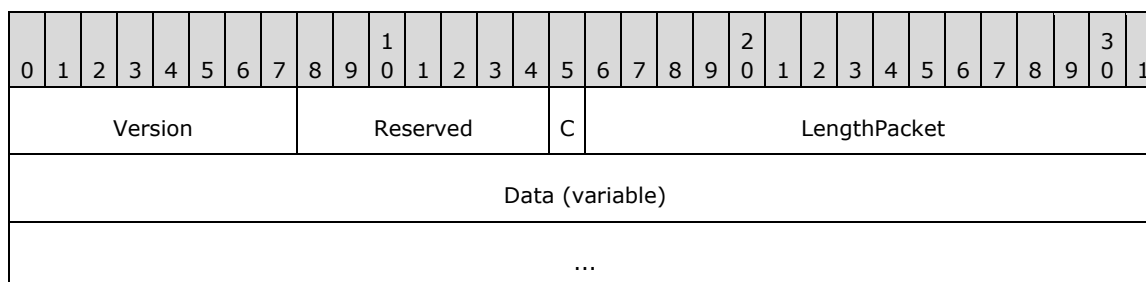 1 2 3
0 1 2 3 4 5 6 7 8 9 0 1 2 3 4 5 6 7 8 9 0 1 2 3 4 5 6 7 8 9 0 1
Version Reserved C LengthPacket
Data (variable)
...